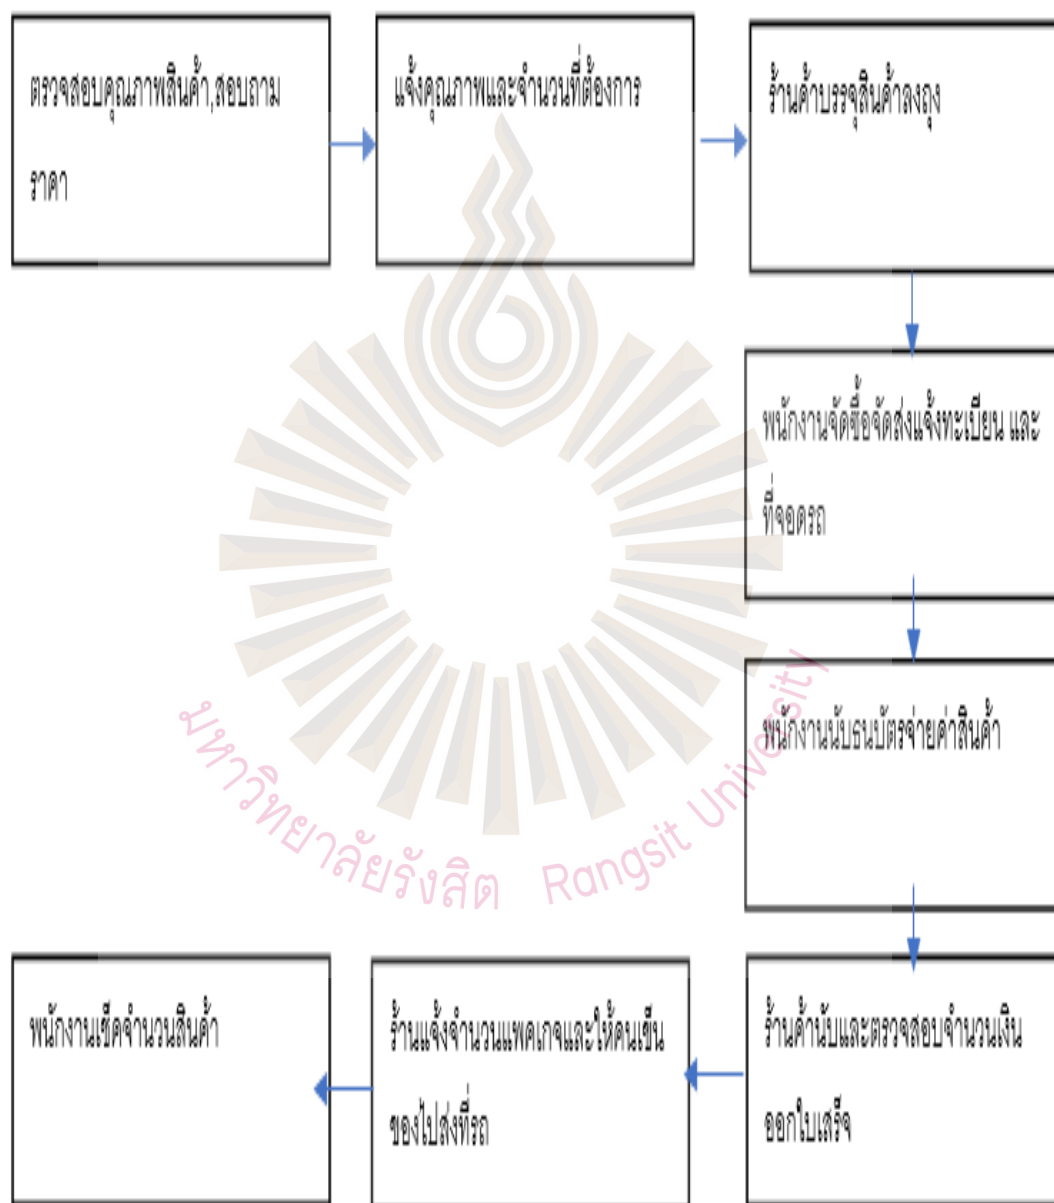 ตรวจสอบคุณภาพสินค้า,สอบถาม
ราคา
แจ้งคุณภาพและจำนวนที่ต้องการ
ร้านค้าบรรจุสินค้าลงถุง
พนักงานจัดซื้อจัดส่งแจ้งทะเบียน และ
ที่จอดรถ
พนักงานนับธนบัตรจ่ายค่าสินค้า
ร้านค้านับและตรวจสอบจำนวนเงิน
ออกใบเสร็จ
ร้านแจ้งจำนวนแพคเกจและให้คนเข็น
ของไปส่งที่รถ
พนักงานเช็คจำนวนสินค้า
มหาวิทยาลัยรังสิต Rangsit University